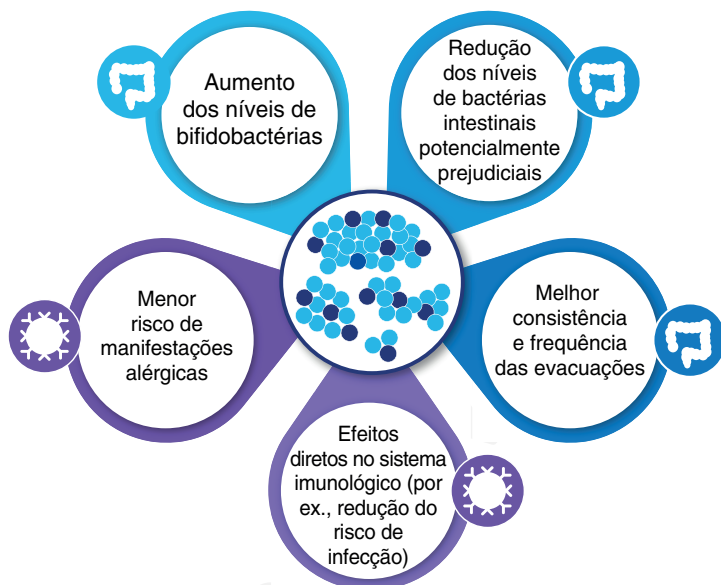 Aumento
dos níveis de
bifidobactérias
Redução
dos níveis
de bactérias
intestinais
potencialmente
prejudiciais
Menor
risco de
manifestações
alérgicas
Melhor
consistência
e frequência
das evacuações
Efeitos
diretos no sistema
imunológico (por
ex., redução do
risco de
infecção)